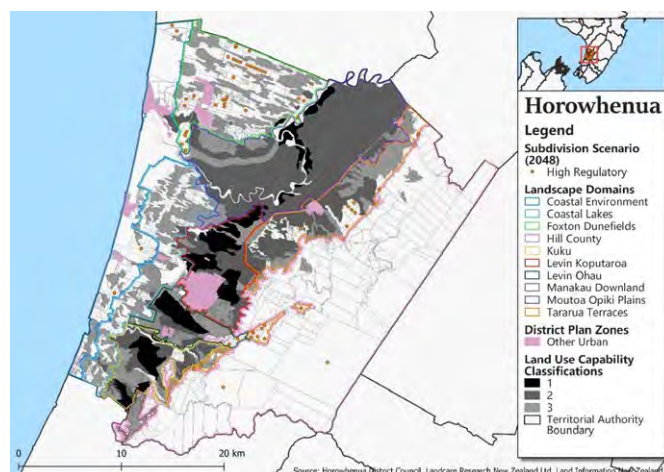 Horowhenua
Legend
Subdivision Scenario
(2048)
High Regulatory
Landscape Domains
Coastal Environment
Coastal Lakes
Foxton Dunefields
Hill County
Kuku
Levin Koputaroa
Levin Ohau
Manakau Downland
Moutoa Opiki Plains
Tararua Terraces
District Plan Zones
Other Urban
Land Use Capability
Classifications
1
2
3
Territorial Authority
Boundary
0 10 20 km
Source: Horowhenua District Council, Landcare Research New Zealand Ltd, Land Information New Zealand